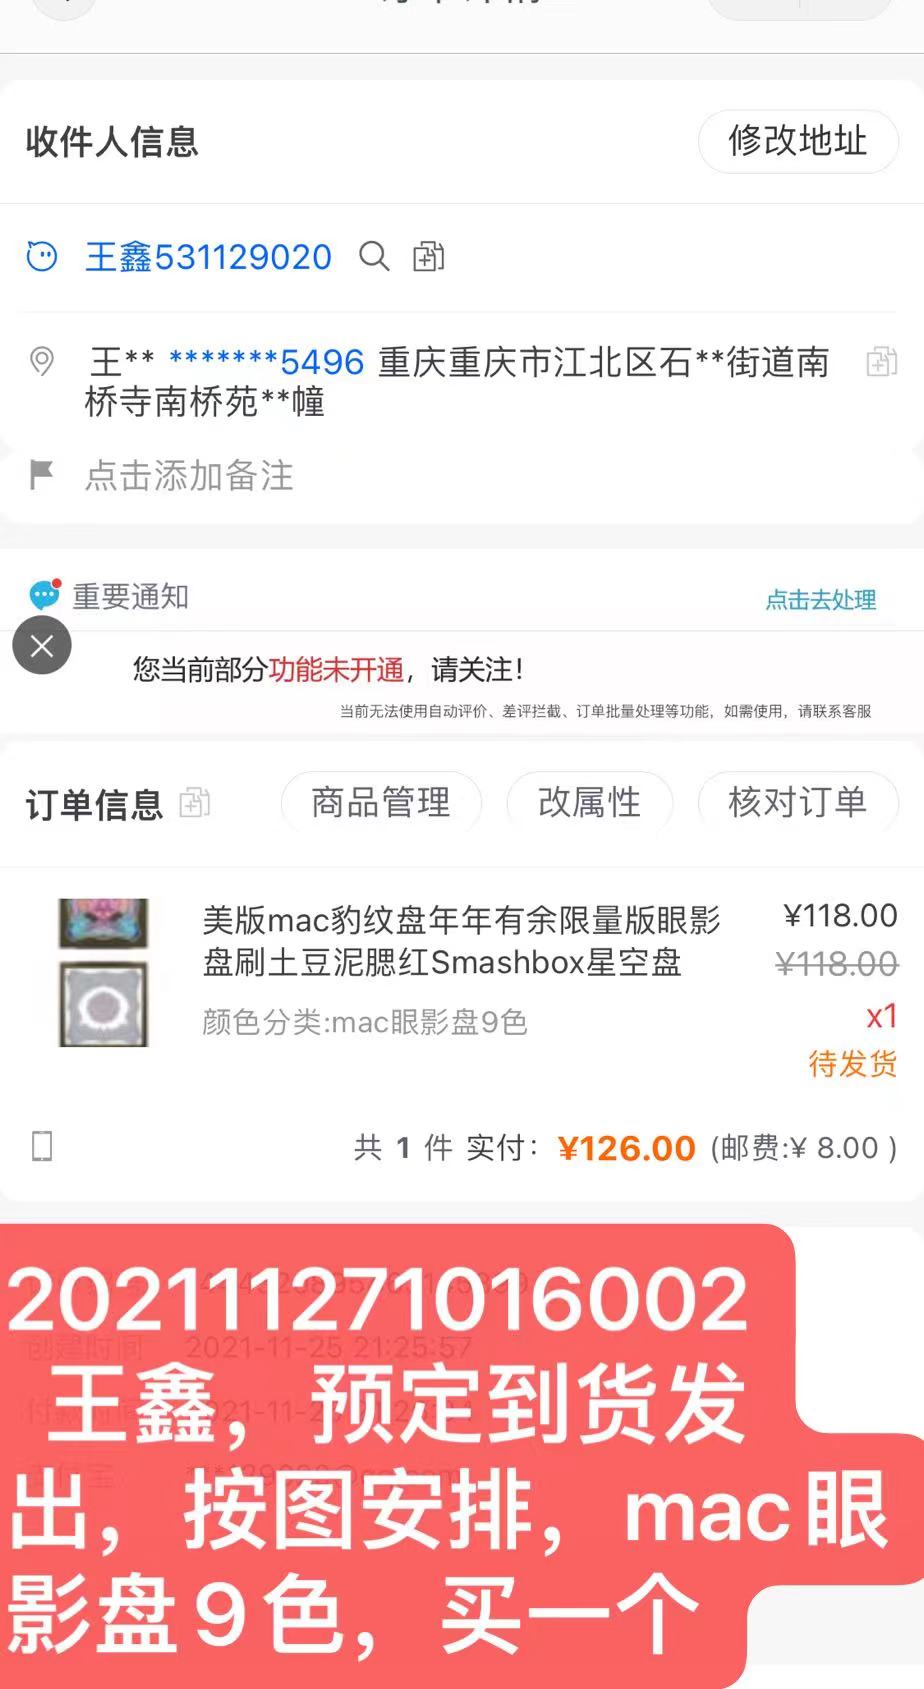 收件人信息
修改地址
王鑫531129020
王** *******5496 重庆重庆市江北区石**街道南
桥寺南桥苑**幢
点击添加备注
重要通知
点击去处理
您当前部分功能未开通，请关注！
当前无法使用自动评价、差评拦截、订单批量处理等功能，如需使用，请联系客服
订单信息
商品管理
改属性
核对订单
美版mac豹纹盘年年有余限量版眼影
¥118.00
盘刷土豆泥腮红Smashbox星空盘
¥118.00
颜色分类:mac眼影盘9色
x1
待发货
共 1 件 实付： ¥126.00 (邮费:¥ 8.00 )
202111271016002
创建时间 2021-11-25 21:25:57
王鑫，预定到货发
出，按图安排，mac眼
影盘9色，买一个